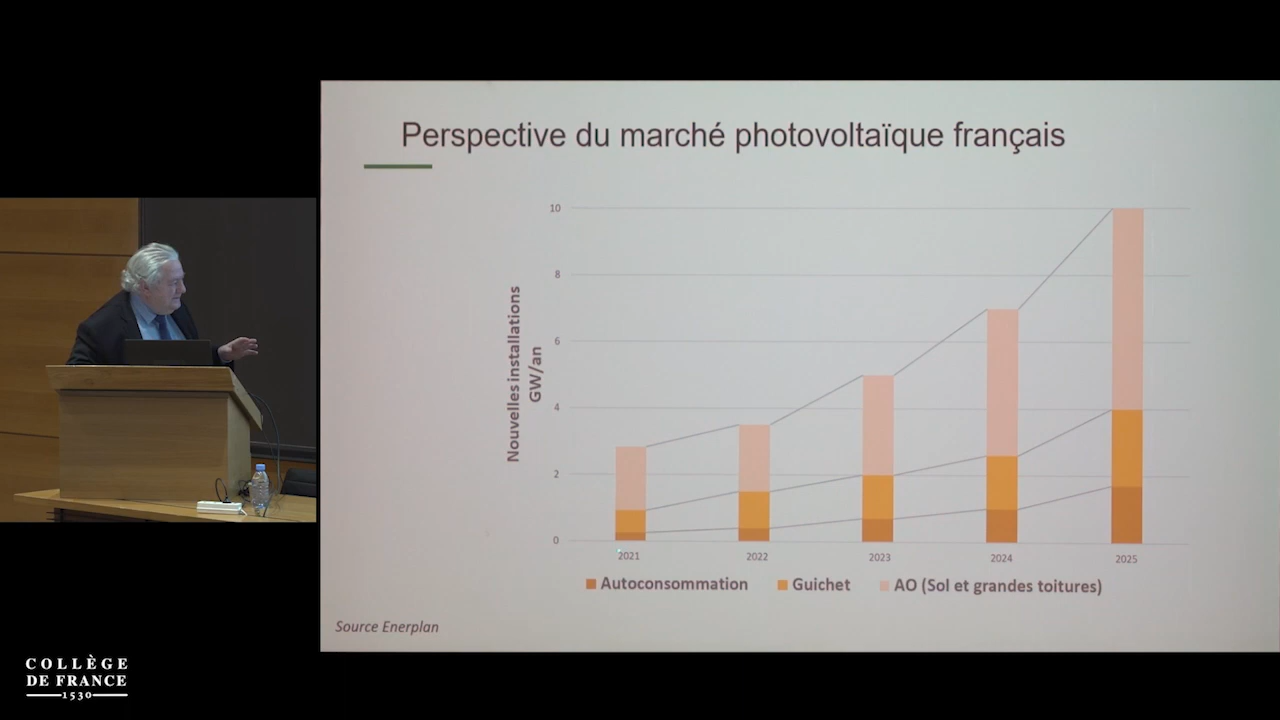 Perspective du marché photovoltaïque français
Nouvelles installations
GW/an
10
8
6
4
2
0
2021
2022
2023
2024
2025
Autoconsommation
Guichet
AO (Sol et grandes toitures)
Source Enerplan
COLLÈGE
DE FRANCE
1530